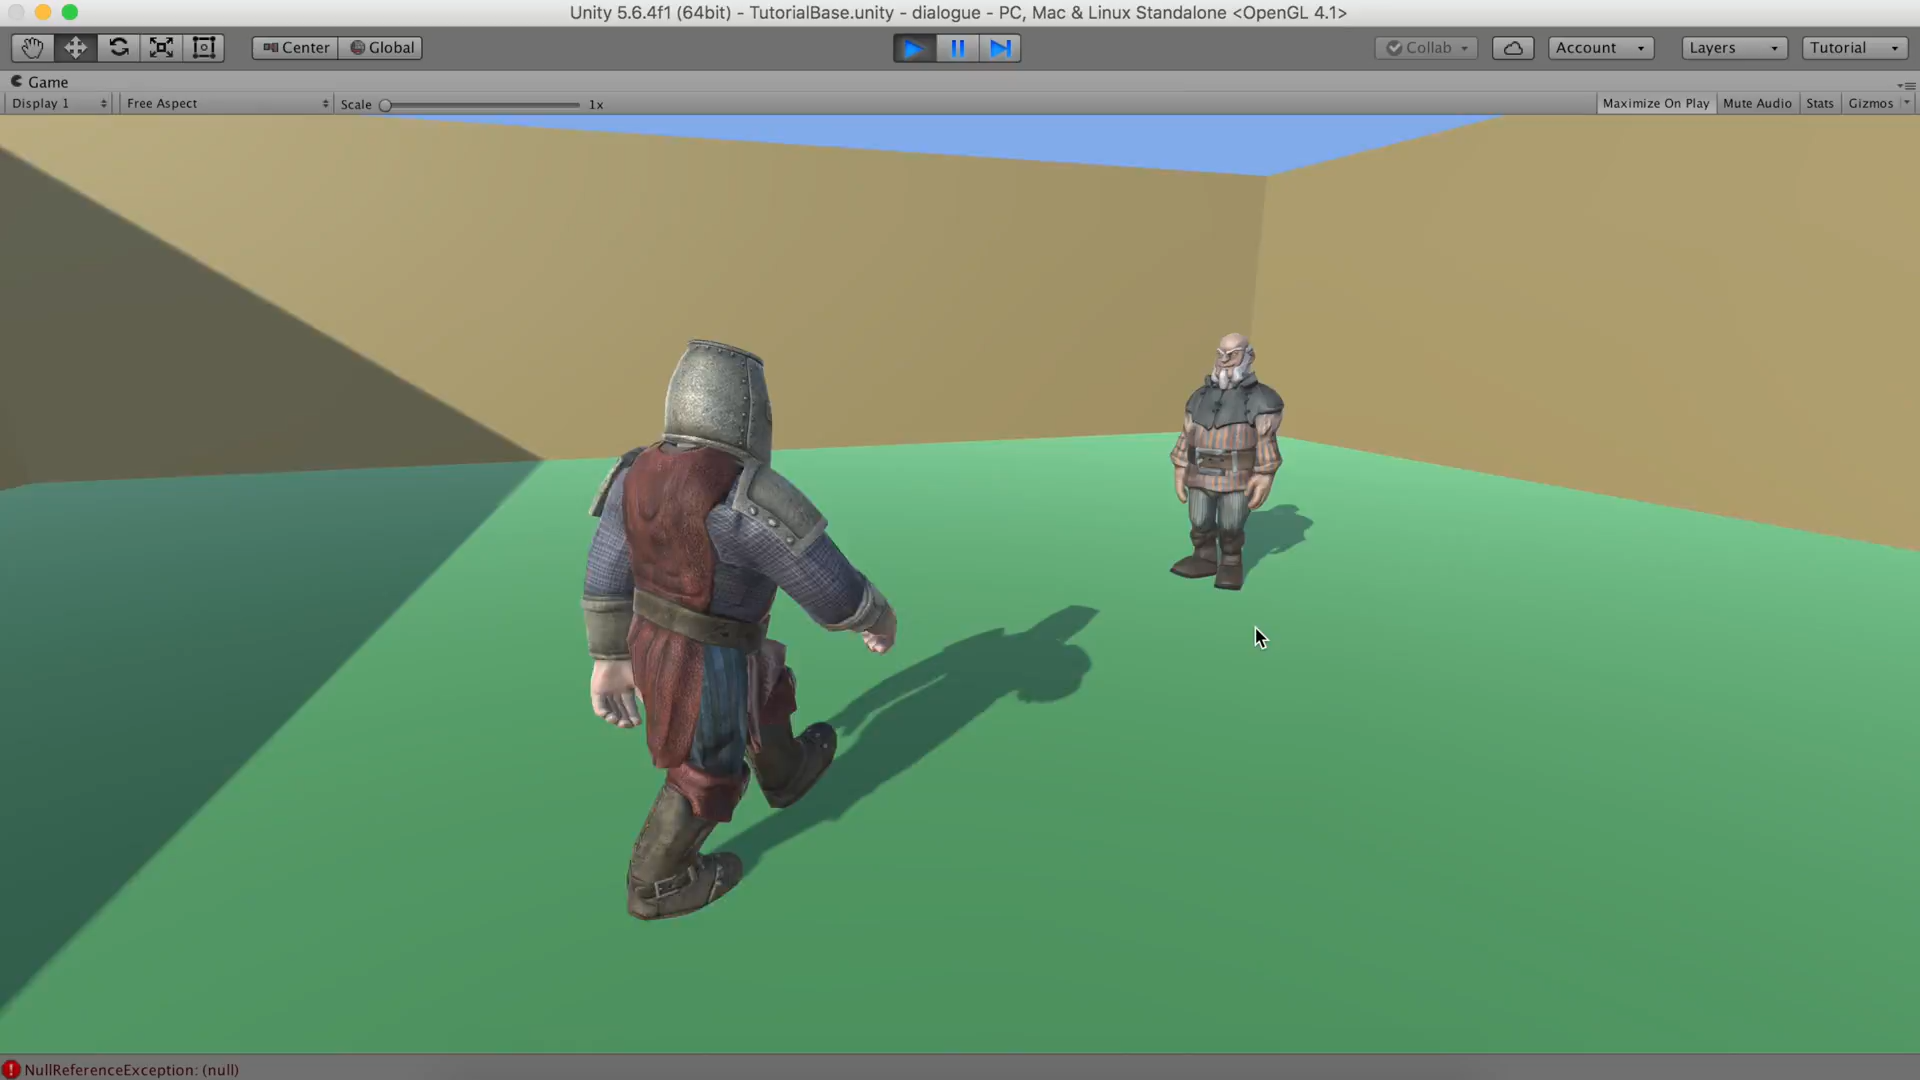 Unity 5.6.4f1 (64bit) - TutorialBase.unity - dialogue - PC, Mac & Linux Standalone <OpenGL 4.1>
Center Global Collab Account Layers Tutorial
Game
Display 1 Free Aspect Scale 1x Maximize On Play Mute Audio Stats Gizmos
NullReferenceException: (null)